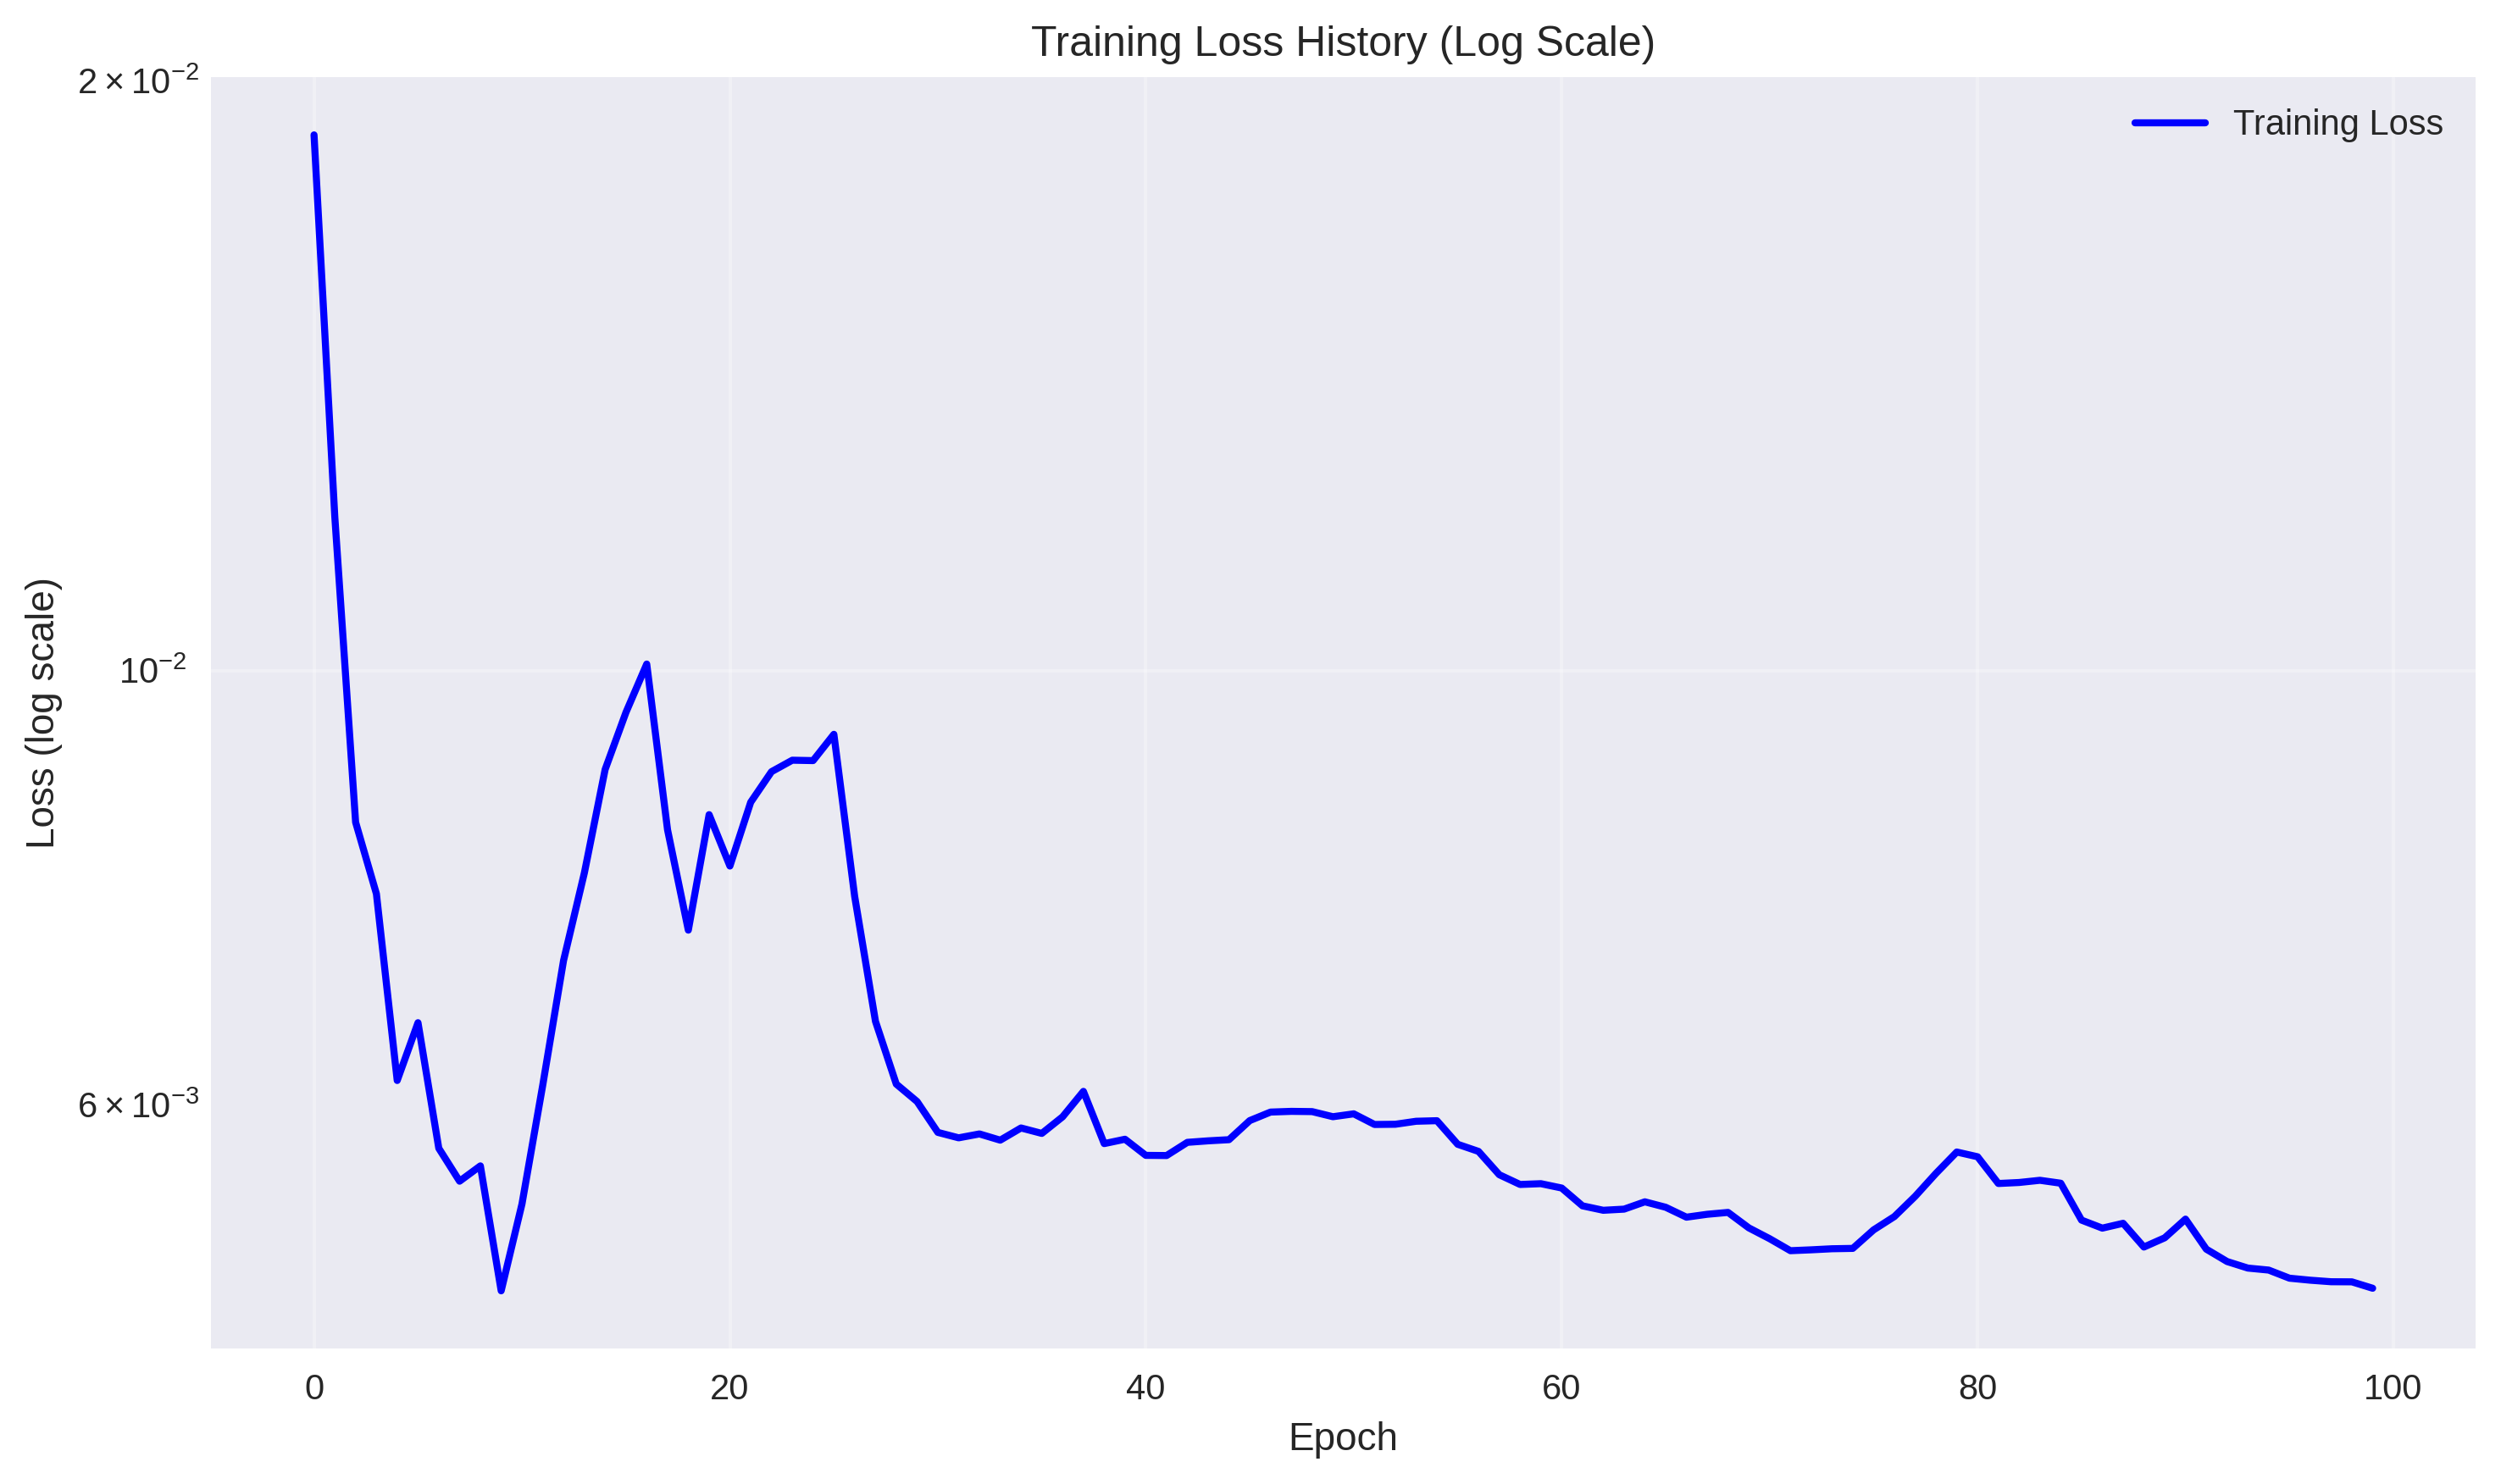 Training Loss History (Log Scale)
2 × 10⁻²
Training Loss
10⁻²
6 × 10⁻³
Loss (log scale)
0 20 40 60 80 100
Epoch